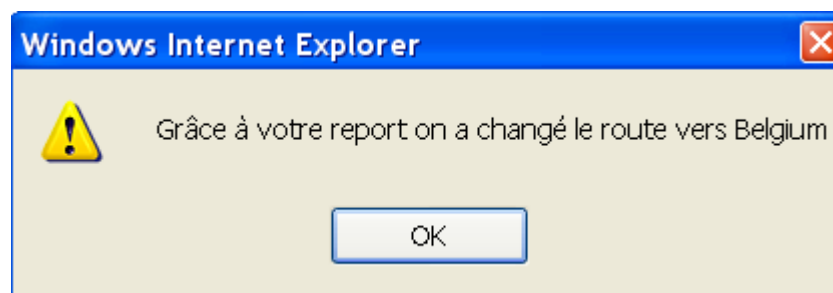 Windows Internet Explorer
Grâce à votre report on a changé le route vers Belgium
OK